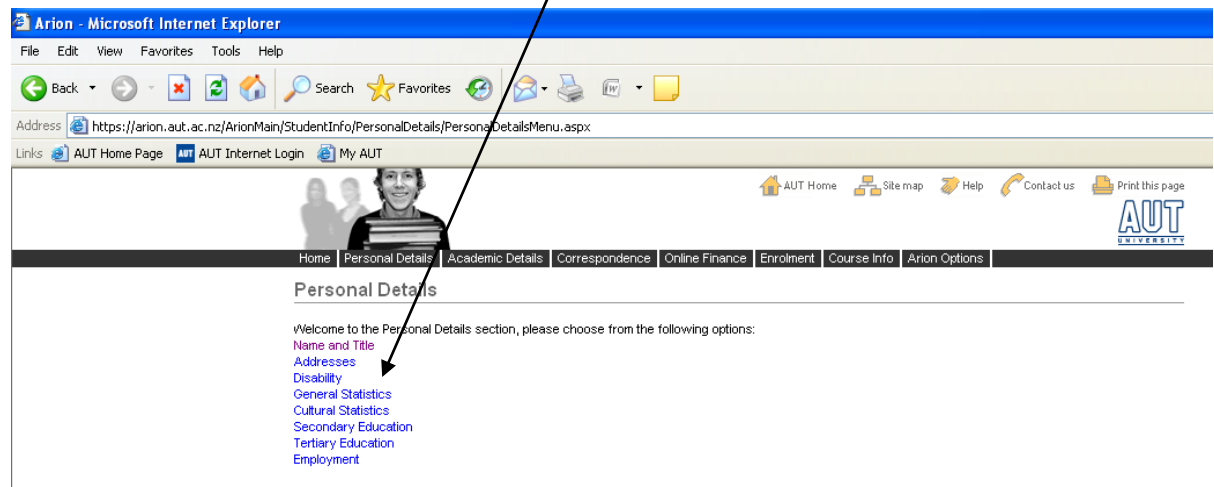 Arion - Microsoft Internet Explorer
File Edit View Favorites Tools Help
Back Search Favorites
Address https://arion.aut.ac.nz/ArionMain/StudentInfo/PersonalDetails/PersonalDetailsMenu.aspx
Links AUT Home Page AUT AUT Internet Login My AUT
AUT Home Site map Help Contact us Print this page
AUT
UNIVERSITY
Home Personal Details Academic Details Correspondence Online Finance Enrolment Course Info Arion Options
Personal Details
Welcome to the Personal Details section, please choose from the following options:
Name and Title
Addresses
Disability
General Statistics
Cultural Statistics
Secondary Education
Tertiary Education
Employment